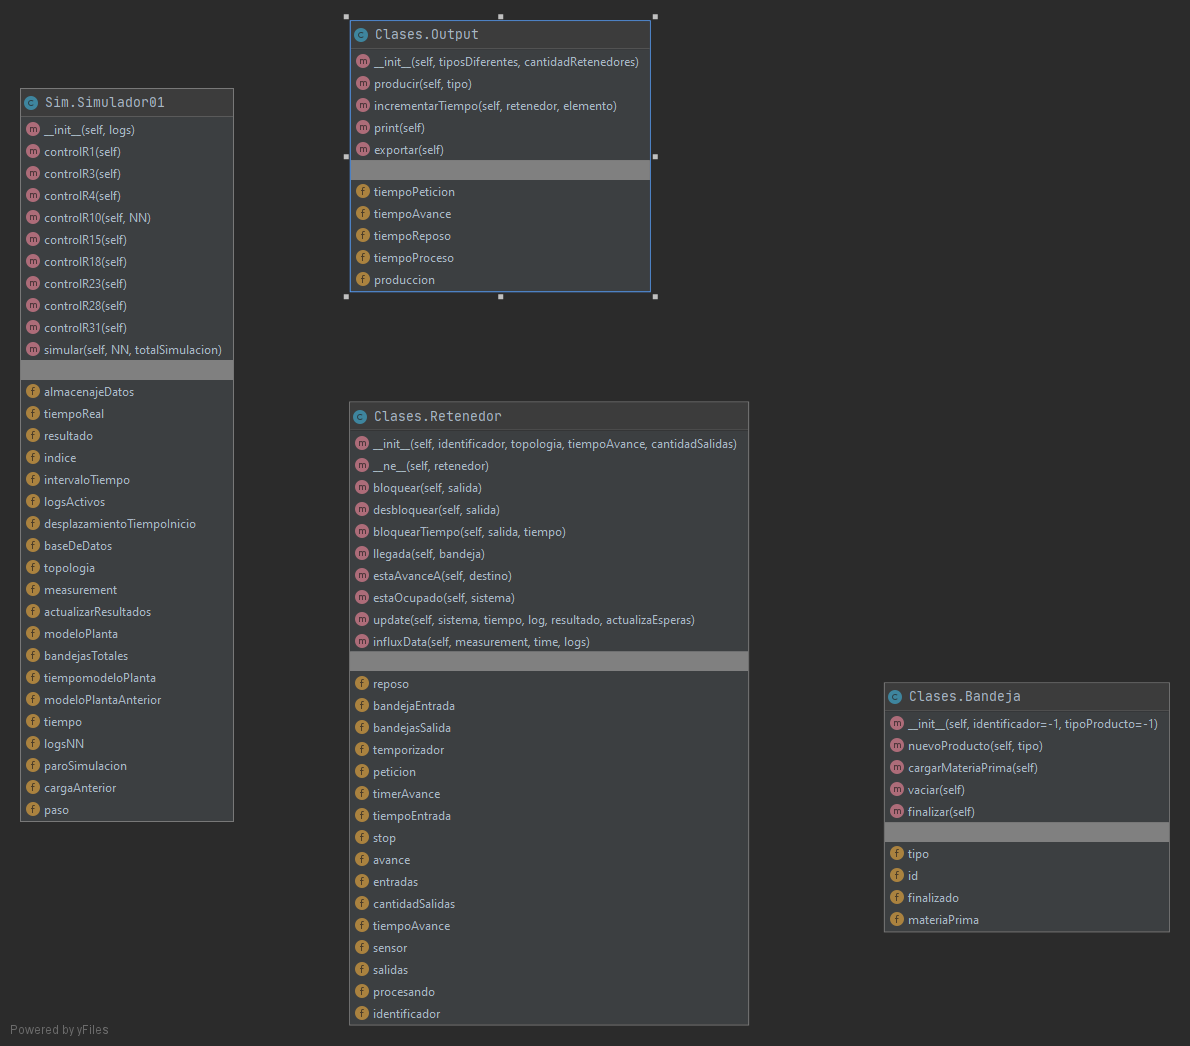 Sim.Simulador01
__init__(self, logs)
controlR1(self)
controlR3(self)
controlR4(self)
controlR10(self, NN)
controlR15(self)
controlR18(self)
controlR23(self)
controlR28(self)
controlR31(self)
simular(self, NN, totalSimulacion)
almacenajeDatos
tiempoReal
resultado
indice
intervaloTiempo
logsActivos
desplazamientoTiempoInicio
baseDeDatos
topologia
measurement
actualizarResultados
modeloPlanta
bandejasTotales
tiempomodeloPlanta
modeloPlantaAnterior
tiempo
logsNN
paroSimulacion
cargaAnterior
paso
Clases.Output
__init__(self, tiposDiferentes, cantidadRetenedores)
producir(self, tipo)
incrementarTiempo(self, retenedor, elemento)
print(self)
exportar(self)
tiempoPeticion
tiempoAvance
tiempoReposo
tiempoProceso
produccion
Clases.Retenedor
__init__(self, identificador, topologia, tiempoAvance, cantidadSalidas)
__ne__(self, retenedor)
bloquear(self, salida)
desbloquear(self, salida)
bloquearTiempo(self, salida, tiempo)
llegada(self, bandeja)
estaAvanceA(self, destino)
estaOcupado(self, sistema)
update(self, sistema, tiempo, log, resultado, actualizaEsperas)
influxData(self, measurement, time, logs)
reposo
bandejaEntrada
bandejasSalida
temporizador
peticion
timerAvance
tiempoEntrada
stop
avance
entradas
cantidadSalidas
tiempoAvance
sensor
salidas
procesando
identificador
Clases.Bandeja
__init__(self, identificador=-1, tipoProducto=-1)
nuevoProducto(self, tipo)
cargarMateriaPrima(self)
vaciar(self)
finalizar(self)
tipo
id
finalizado
materiaPrima
Powered by yFiles